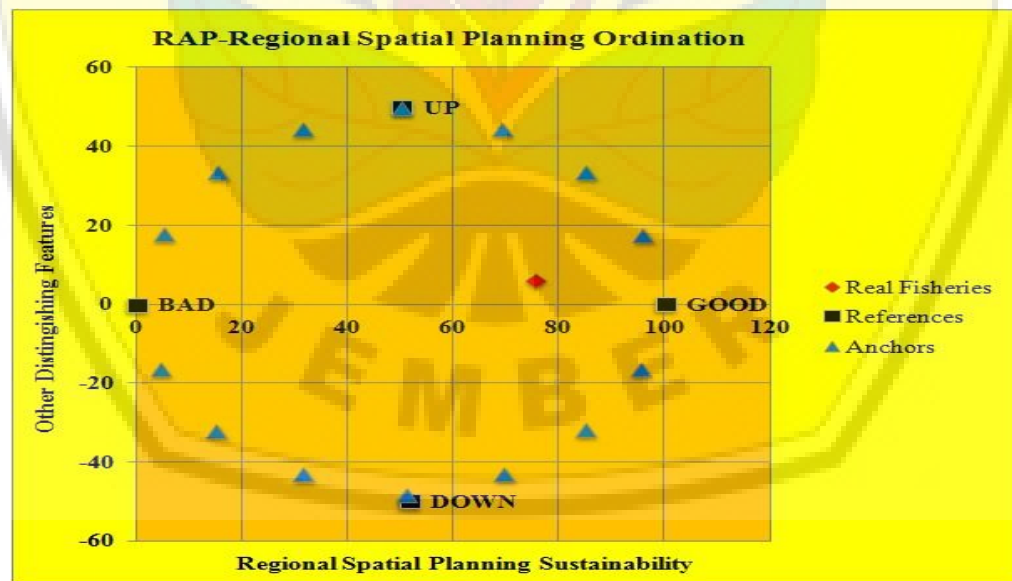 RAP-Regional Spatial Planning Ordination
60
UP
40
20
BAD
GOOD
0
0 20 40 60 80 100 120
-20
-40
DOWN
-60
Other Distingishing Features
Regional Spatial Planning Sustainability
Real Fisheries
References
Anchors
JEMBER